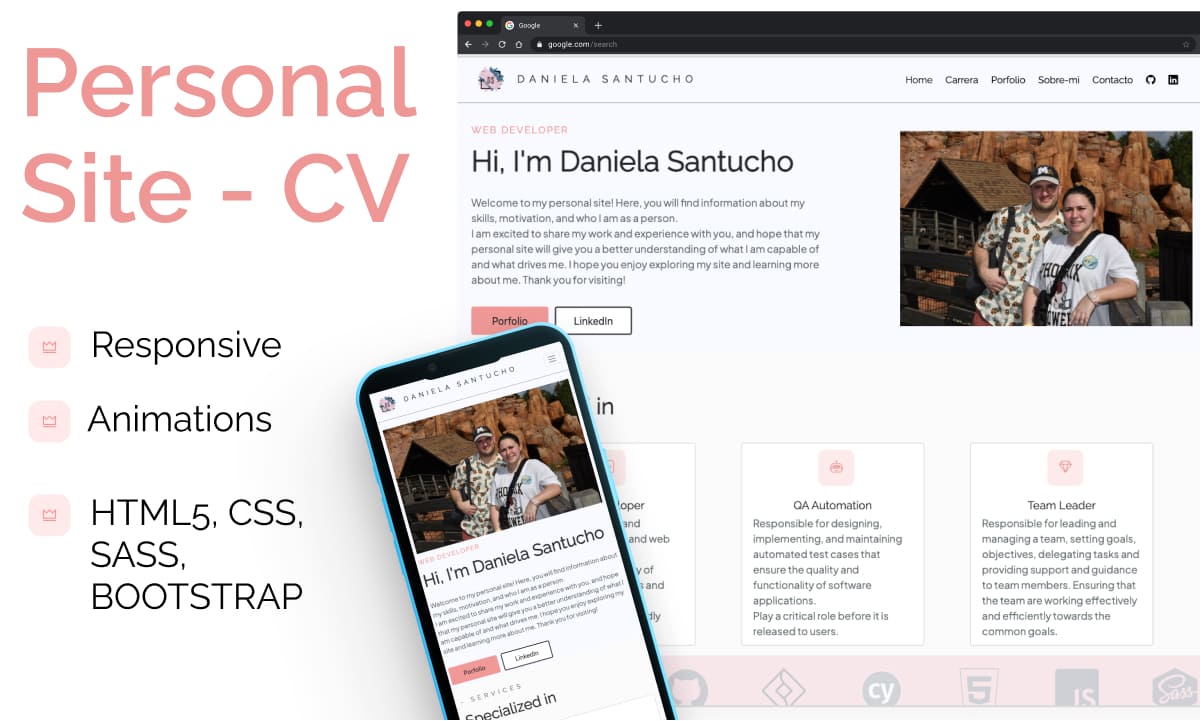 Personal
Site - CV
Responsive
Animations
HTML5, CSS,
SASS,
BOOTSTRAP
Google
google.com/search
DANIELA SANTUCHO
Home Carrera Porfolio Sobre-mi Contacto
WEB DEVELOPER
Hi, I'm Daniela Santucho
Welcome to my personal site! Here, you will find information about my
skills, motivation, and who I am as a person.
I am excited to share my work and experience with you, and hope that my
personal site will give you a better understanding of what I am capable of
and what drives me. I hope you enjoy exploring my site and learning more
about me. Thank you for visiting!
Porfolio LinkedIn
in
and web
QA Automation
Responsible for designing,
implementing, and maintaining
automated test cases that
ensure the quality and
functionality of software
applications.
Play a critical role before it is
released to users.
Team Leader
Responsible for leading and
managing a team, setting goals,
objectives, delegating tasks and
providing support and guidance
to team members. Ensuring that
the team are working effectively
and efficiently towards the
common goals.
cy
5
JS
Sass
DANIELA SANTUCHO
WEB DEVELOPER
Hi, I'm Daniela Santucho
Welcome to my personal site! Here, you will find information about
my skills, motivation, and who I am as a person.
I am excited to share my work and experience with you, and hope
that my personal site will give you a better understanding of what I
am capable of and what drives me. I hope you enjoy exploring my
site and learning more about me. Thank you for visiting!
Porfolio LinkedIn
- SERVICES
Specialized in